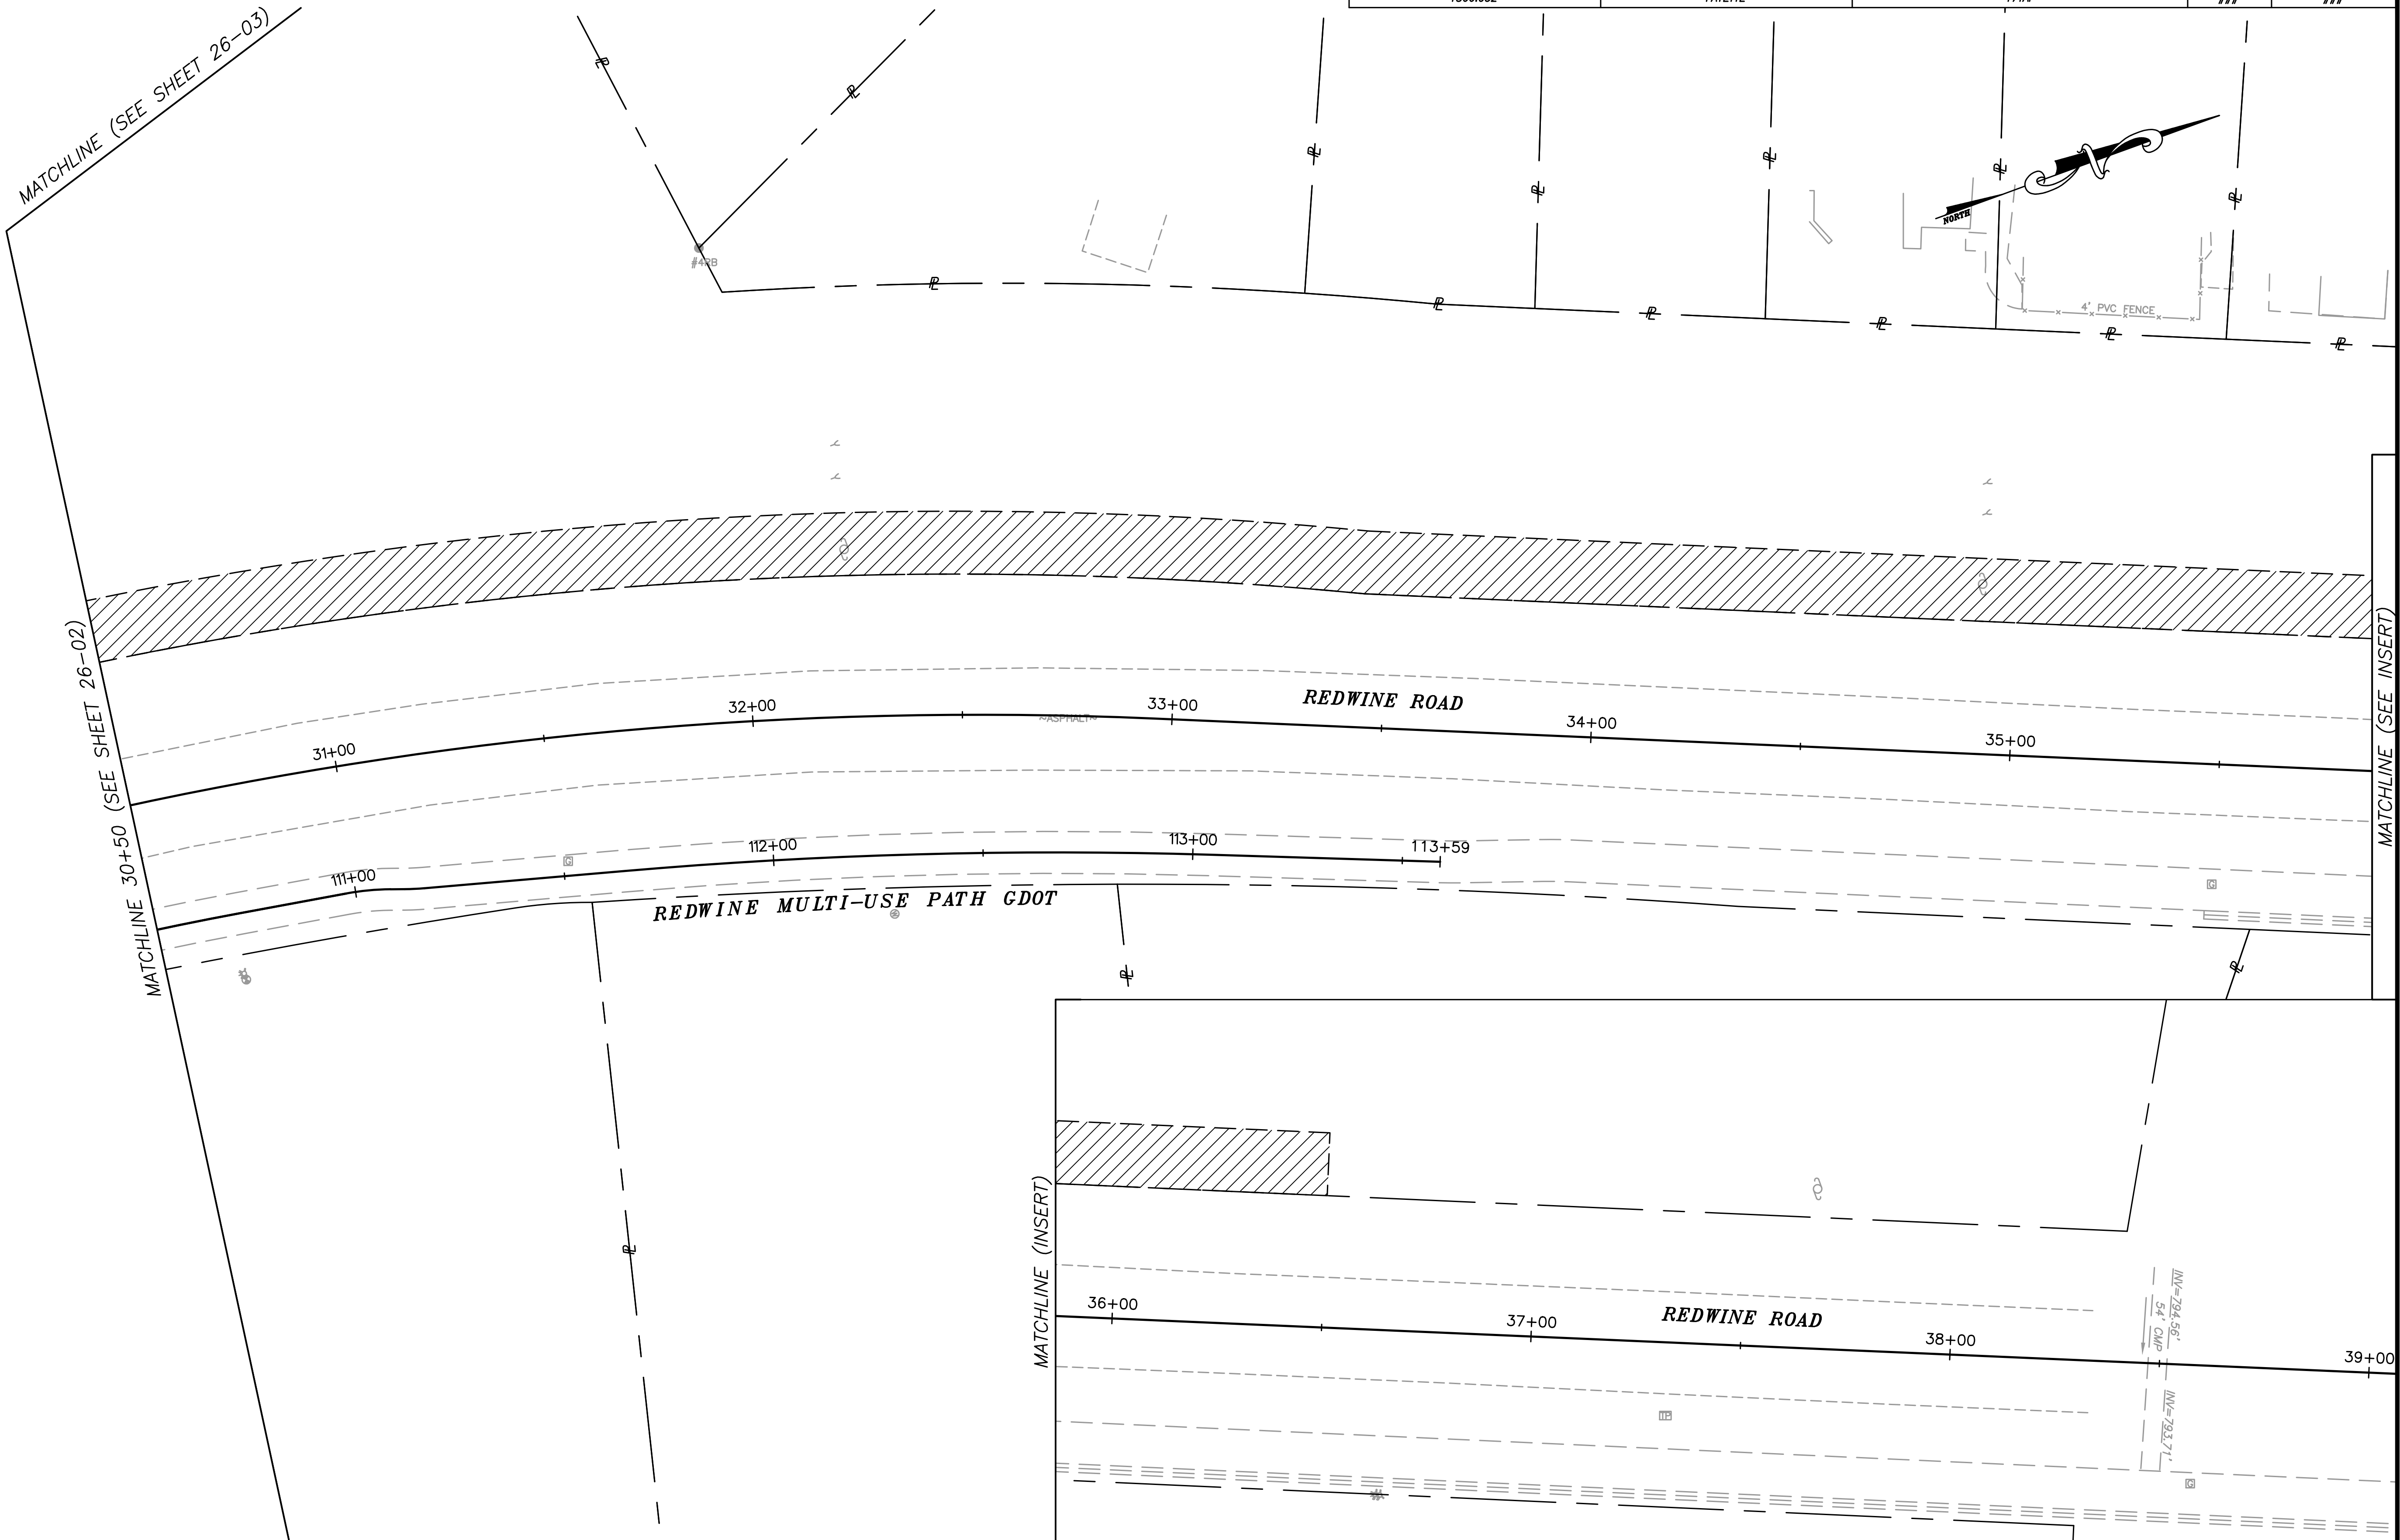 MATCHLINE (SEE SHEET 26-03)
NORTH
4' PVC FENCE
MATCHLINE 30+50 (SEE SHEET 26-02)
MATCHLINE (SEE INSERT)
REDWINE ROAD
31+00
32+00
~ASPHALT~
33+00
34+00
35+00
G
111+00
112+00
113+00
113+59
G
REDWINE MULTI-USE PATH GDOT
MATCHLINE (INSERT)
REDWINE ROAD
36+00
37+00
38+00
39+00
INV=794.56'
54' CMP
INV=793.71'
TP
G